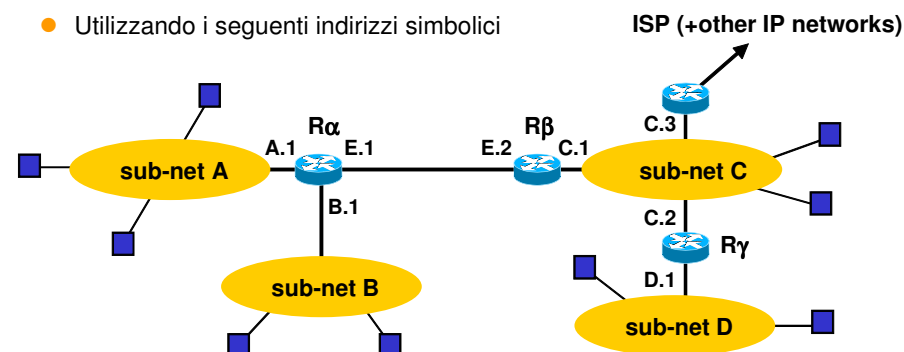 Utilizzando i seguenti indirizzi simbolici
ISP (+other IP networks)
Rα
Rβ
C.3
A.1
E.1
E.2
C.1
sub-net A
sub-net C
B.1
C.2
Rγ
D.1
sub-net B
sub-net D